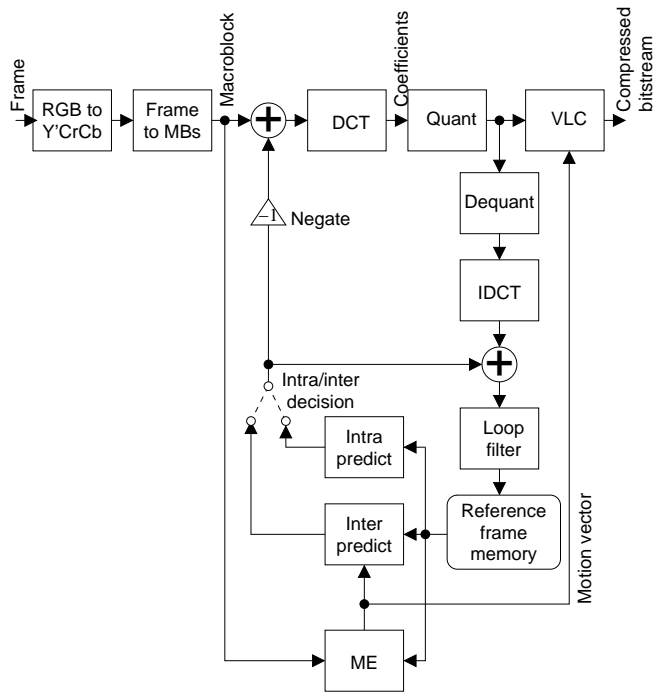 Frame
RGB to
Y'CrCb
Frame
to MBs
Macroblock
+
DCT
Coefficients
Quant
VLC
Compressed
bitstream
-1
Negate
Dequant
IDCT
+
Intra/inter
decision
Loop
filter
Intra
predict
Inter
predict
Reference
frame
memory
Motion vector
ME